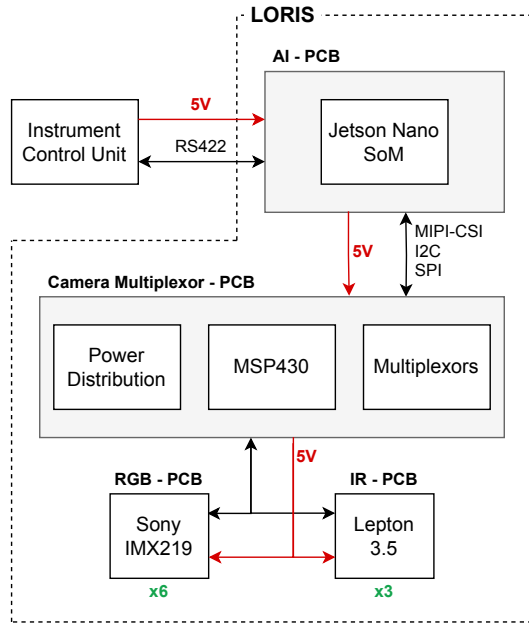 LORIS
AI - PCB
5V
Instrument
Control Unit
RS422
Jetson Nano
SoM
5V
MIPI-CSI
I2C
SPI
Camera Multiplexor - PCB
Power
Distribution
MSP430
Multiplexors
5V
RGB - PCB
IR - PCB
Sony
IMX219
Lepton
3.5
x6
x3